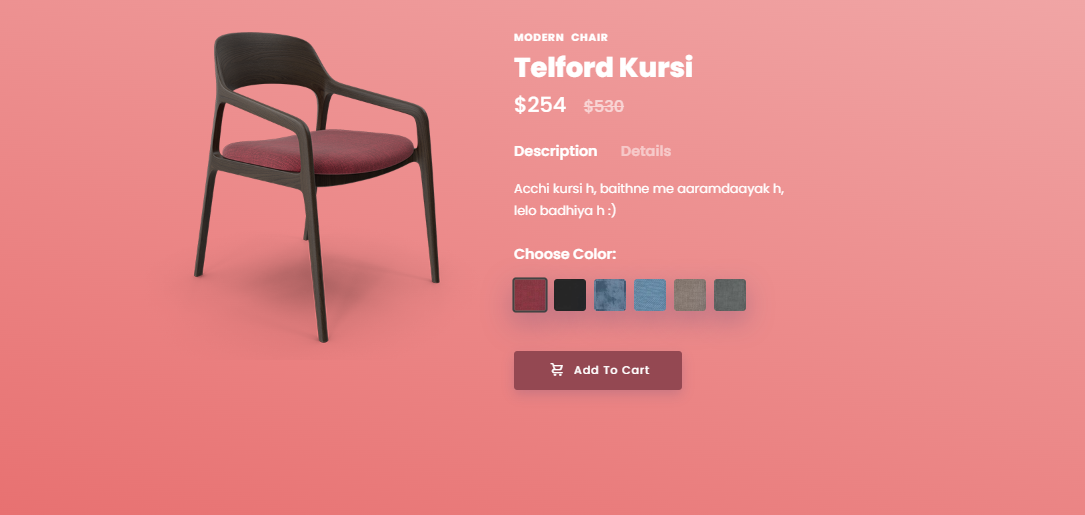 MODERN CHAIR
Telford Kursi
$254 $530
Description Details
Acchi kursi h, baithne me aaramdaayak h,
lelo badhiya h :)
Choose Color:
Add To Cart